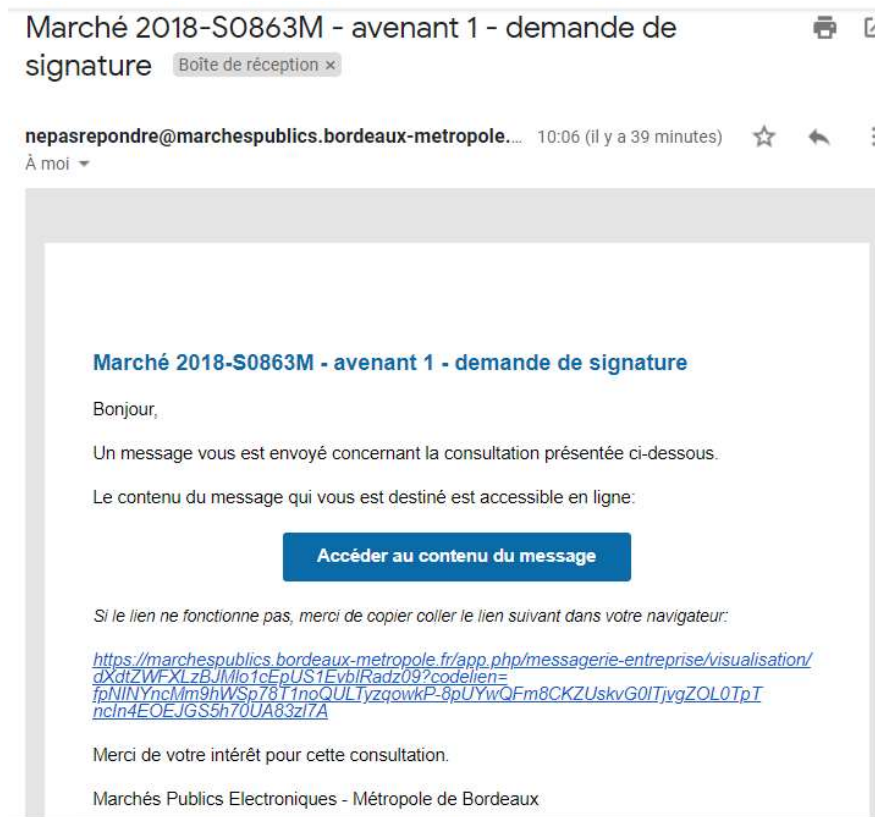 Marché 2018-S0863M - avenant 1 - demande de
signature Boîte de réception ×
nepasrepondre@marchespublics.bordeaux-metropole.... 10:06 (il y a 39 minutes)
À moi
Marché 2018-S0863M - avenant 1 - demande de signature
Bonjour,
Un message vous est envoyé concernant la consultation présentée ci-dessous.
Le contenu du message qui vous est destiné est accessible en ligne:
Accéder au contenu du message
Si le lien ne fonctionne pas, merci de copier coller le lien suivant dans votre navigateur:
https://marchespublics.bordeaux-metropole.fr/app.php/messagerie-entreprise/visualisation/
dXdtZWFXLzBJMlo1cEpUS1EvblRadz09?codelien=
fpNINYncMm9hWSp78T1noQULTyzqowkP-8pUYwQFm8CKZUskvG0ITjvgZOL0TpT
ncln4EOEJGS5h70UA83zl7A
Merci de votre intérêt pour cette consultation.
Marchés Publics Electroniques - Métropole de Bordeaux